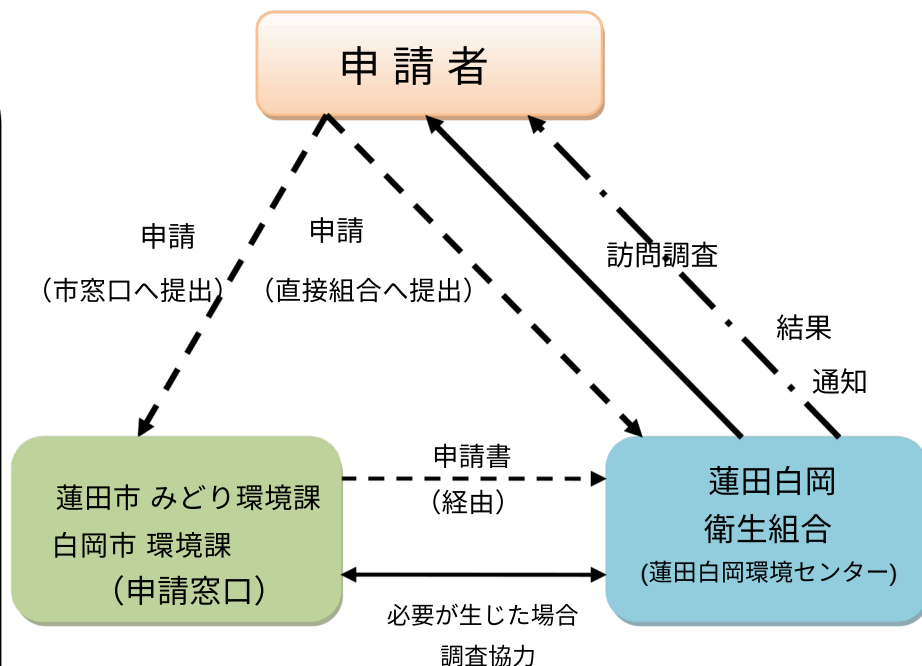 申請者
申請
（市窓口へ提出）
申請
（直接組合へ提出）
訪問調査
結果
通知
蓮田市 みどり環境課
白岡市 環境課
（申請窓口）
申請書
（経由）
蓮田白岡
衛生組合
(蓮田白岡環境センター)
必要が生じた場合
調査協力